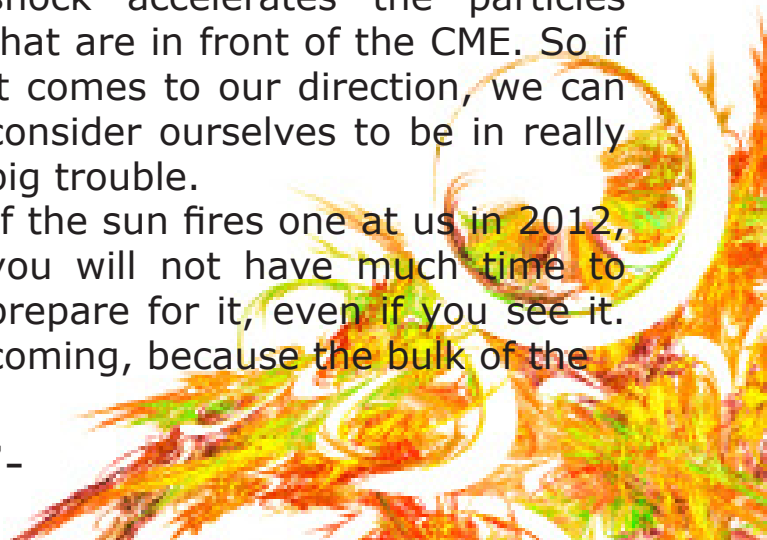 shock accelerates the particles
that are in front of the CME. So if
t comes to our direction, we can
consider ourselves to be in really
big trouble.
f the sun fires one at us in 2012,
you will not have much time to
prepare for it, even if you see it.
coming, because the bulk of the
-